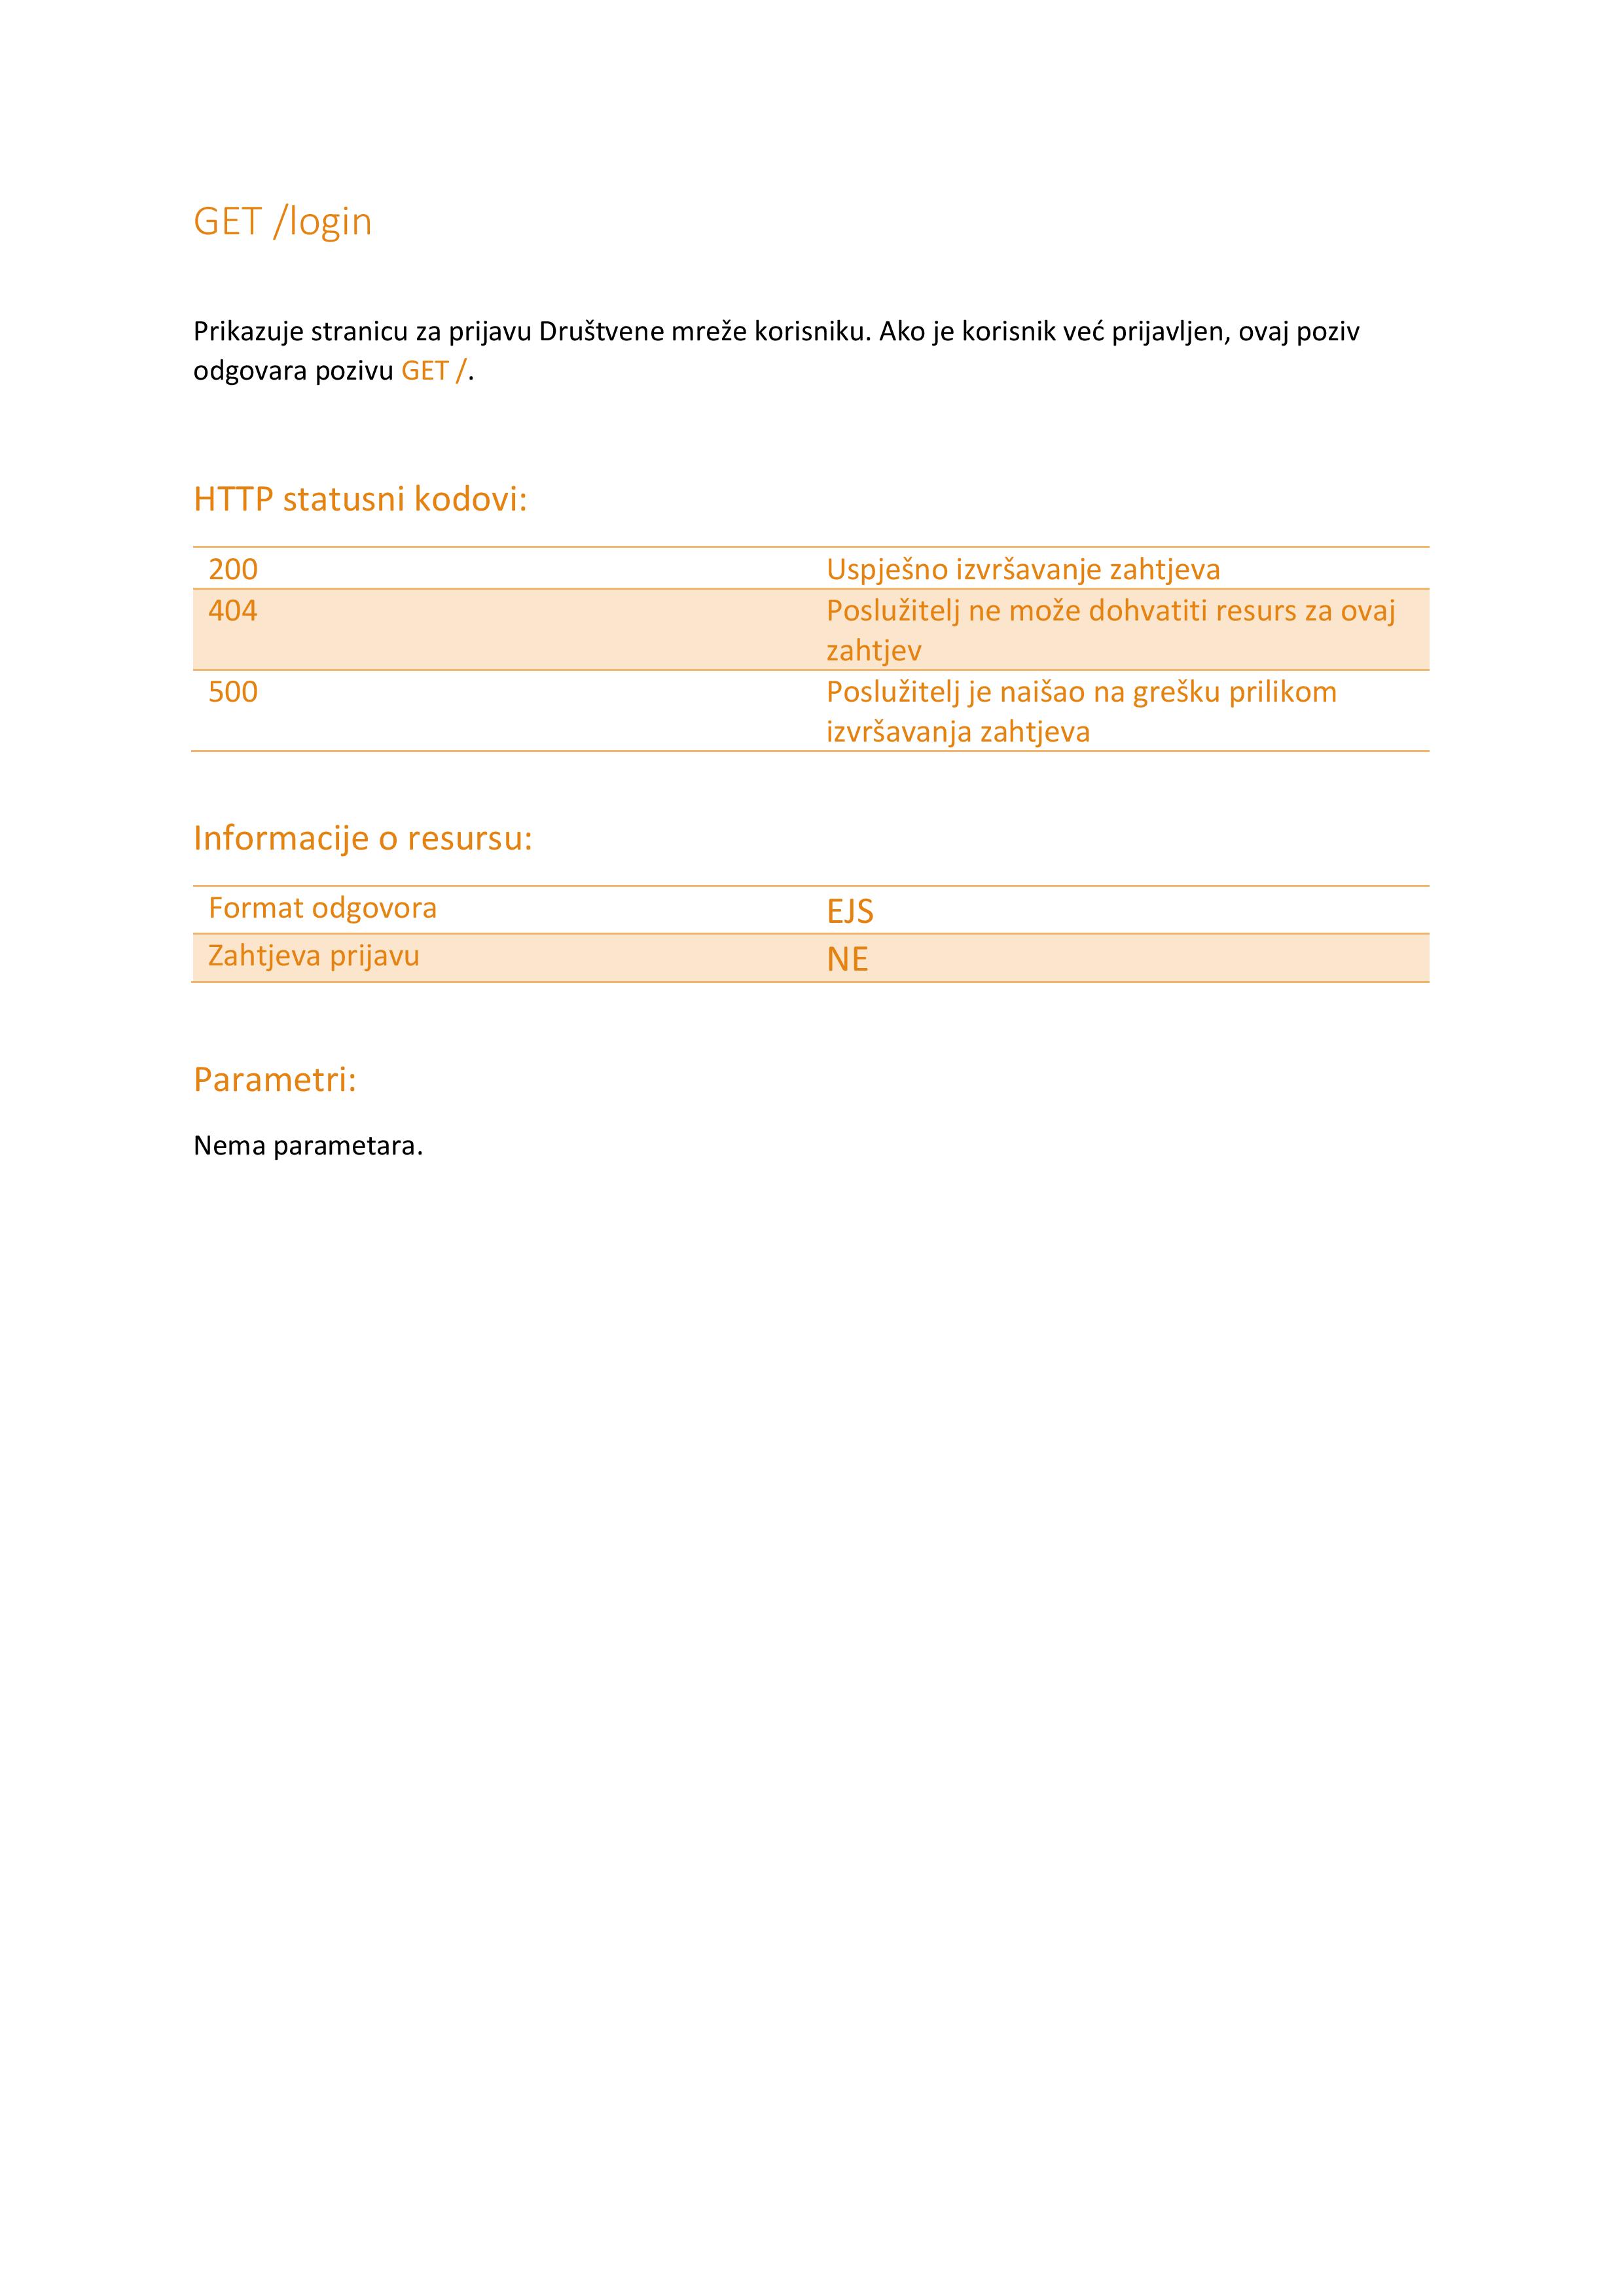 GET /login
Prikazuje stranicu za prijavu Društvene mreže korisniku. Ako je korisnik već prijavljen, ovaj poziv
odgovara pozivu GET /.
HTTP statusni kodovi:
200 Uspješno izvršavanje zahtjeva
404 Poslužitelj ne može dohvatiti resurs za ovaj
zahtjev
500 Poslužitelj je naišao na grešku prilikom
izvršavanja zahtjeva
Informacije o resursu:
Format odgovora EJS
Zahtjeva prijavu NE
Parametri:
Nema parametara.